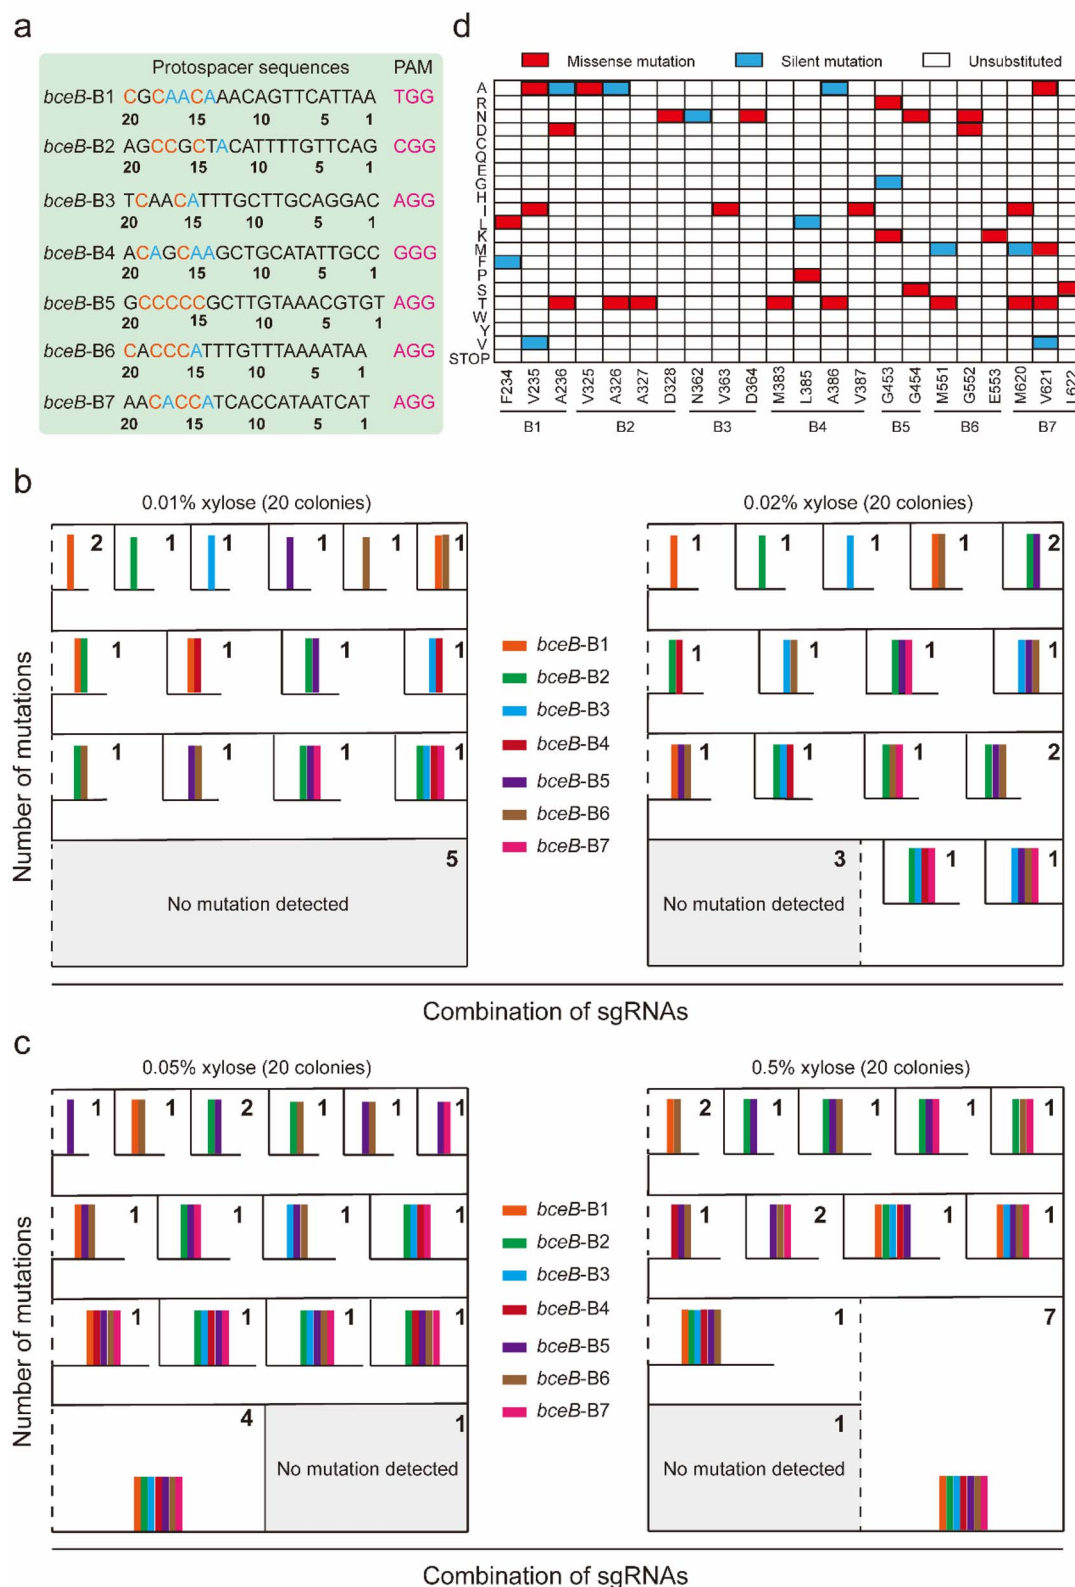 a
Protospacer sequences PAM
bceB-B1 CGCAACAAACAGTTCATTAA TGG
20 15 10 5 1
bceB-B2 AGCCGCTACATTTTGTTCAG CGG
20 15 10 5 1
bceB-B3 TCAACATTTGCTTGCAGGAC AGG
20 15 10 5 1
bceB-B4 ACAGCAAGCTGCATATTGCC GGG
20 15 10 5 1
bceB-B5 GCCCCCGCTTGTAAACGTGT AGG
20 15 10 5 1
bceB-B6 CACCCATTTGTTTAAAATAA AGG
20 15 10 5 1
bceB-B7 AACACCATCACCATAATCAT AGG
20 15 10 5 1
d
Missense mutation Silent mutation Unsubstituted
A
R
N
D
C
Q
E
G
H
I
L
K
M
F
P
S
T
W
Y
V
STOP
F234 V235 A236 V325 A326 A327 D328 N362 V363 D364 M383 L385 A386 V387 G453 G454 M551 G552 E553 M620 V621 L622
B1 B2 B3 B4 B5 B6 B7
b
0.01% xylose (20 colonies)
2 1 1 1 1 1
1 1 1 1
1 1 1 1
5
No mutation detected
Number of mutations
bceB-B1
bceB-B2
bceB-B3
bceB-B4
bceB-B5
bceB-B6
bceB-B7
0.02% xylose (20 colonies)
1 1 1 1 2
1 1 1 1
1 1 1 2
3 1 1
No mutation detected
Combination of sgRNAs
c
0.05% xylose (20 colonies)
1 1 2 1 1 1
1 1 1 1
1 1 1 1
4 1
No mutation detected
Number of mutations
bceB-B1
bceB-B2
bceB-B3
bceB-B4
bceB-B5
bceB-B6
bceB-B7
0.5% xylose (20 colonies)
2 1 1 1 1
1 2 1 1
1 7
1
No mutation detected
Combination of sgRNAs